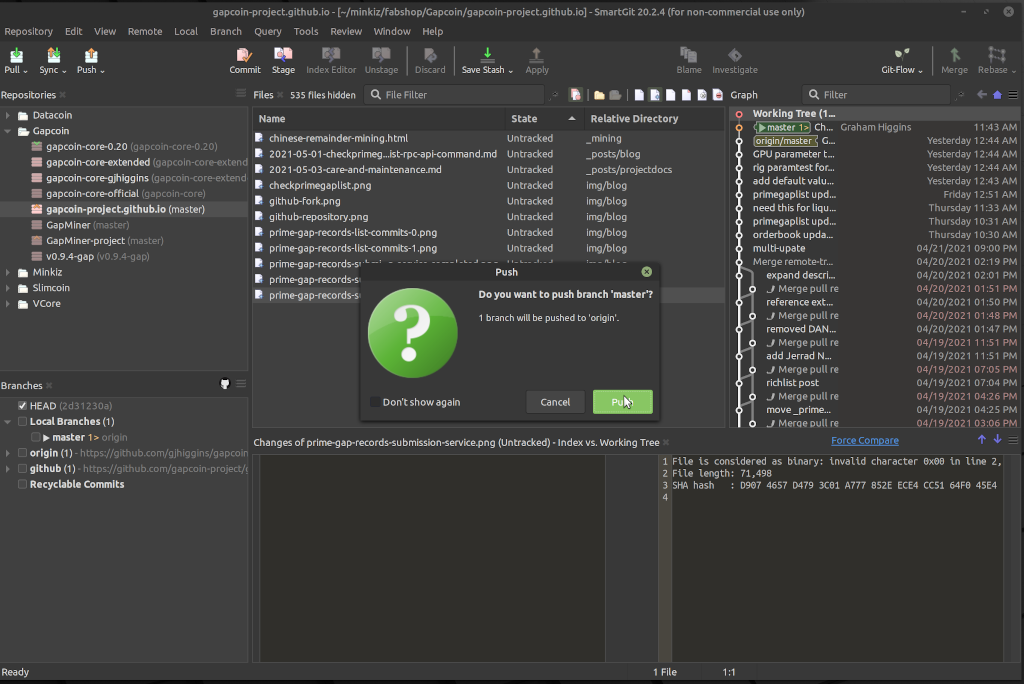 gapcoin-project.github.io - [~/minkiz/fabshop/Gapcoin/gapcoin-project.github.io] - SmartGit 20.2.4 (for non-commercial use only)
Repository Edit View Remote Local Branch Query Tools Review Window Help
Pull Sync Push Commit Stage Index Editor Unstage Discard Save Stash Apply Blame Investigate Git-Flow Merge Rebase
Repositories
Datacoin
Gapcoin
gapcoin-core-0.20 (gapcoin-core-0.20)
gapcoin-core-extended (gapcoin-core-extend
gapcoin-core-gjhiggins (gapcoin-core-extend
gapcoin-core-official (gapcoin-core)
gapcoin-project.github.io (master)
GapMiner (master)
GapMiner-project (master)
v0.9.4-gap (v0.9.4-gap)
Minkiz
Slimcoin
VCore
Branches
HEAD (2d31230a)
Local Branches (1)
master 1> origin
origin (1) - https://github.com/gjhiggins/gapcoin
github (1) - https://github.com/gapcoin-project/g
Recyclable Commits
Files 535 files hidden File Filter
Name State Relative Directory
chinese-remainder-mining.html Untracked _mining
2021-05-01-checkprimeg...ist-rpc-api-command.md Untracked _posts/blog
2021-05-03-care-and-maintenance.md Untracked _posts/projectdocs
checkprimegaplist.png Untracked img/blog
github-fork.png Untracked img/blog
github-repository.png Untracked img/blog
prime-gap-records-list-commits-0.png Untracked img/blog
prime-gap-records-list-commits-1.png Untracked img/blog
prime-gap-records-s
prime-gap-records-s
Push
Do you want to push branch 'master'?
1 branch will be pushed to 'origin'.
Don't show again
Cancel
Graph Filter
Working Tree (1...
master 1> Ch... Graham Higgins 11:43 AM
origin/master G... Yesterday 12:44 AM
GPU parameter t... Yesterday 12:44 AM
rig paramtest for... Yesterday 12:44 AM
add default valu... Yesterday 12:43 AM
primegaplist upd... Friday 12:51 AM
need this for liqu... Thursday 11:33 AM
primegaplist upd... Thursday 10:31 AM
orderbook upda... Thursday 10:30 AM
multi-upate 04/21/2021 09:00 PM
Merge remote-tr... 04/20/2021 02:19 PM
expand descri... 04/20/2021 02:01 PM
Merge pull re 04/20/2021 01:51 PM
reference ext... 04/20/2021 01:50 PM
Merge pull re 04/20/2021 01:48 PM
removed DAN... 04/20/2021 01:47 PM
Merge pull re 04/19/2021 11:51 PM
add Jerrad N... 04/19/2021 11:51 PM
Merge pull re 04/19/2021 07:05 PM
richlist post 04/19/2021 07:04 PM
Merge pull re 04/19/2021 04:26 PM
move _prime... 04/19/2021 04:25 PM
Merge pull re 04/19/2021 03:06 PM
Changes of prime-gap-records-submission-service.png (Untracked) - Index vs. Working Tree Force Compare
1 File is considered as binary: invalid character 0x00 in line 2,
2 File length: 71,498
3 SHA hash : D907 4657 D479 3C01 A777 852E ECE4 CC51 64F0 45E4
4
Ready 1 File 1:1